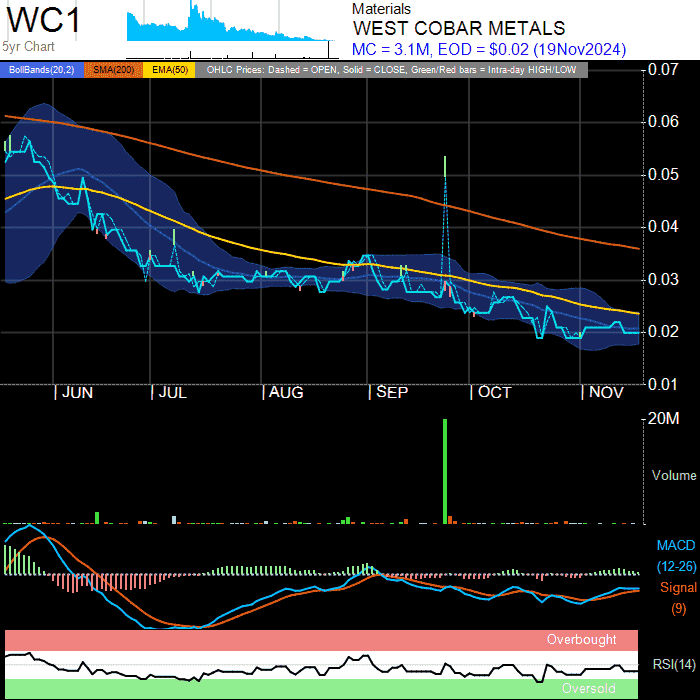 WC1
5yr Chart
Materials
WEST COBAR METALS
MC = 3.1M, EOD = $0.02 (19Nov2024)
BollBands(20,2) SMA(200) EMA(50) OHLC Prices: Dashed = OPEN, Solid = CLOSE, Green/Red bars = Intra-day HIGH/LOW
0.07
0.06
0.05
0.04
0.03
0.02
0.01
JUN JUL AUG SEP OCT NOV
20M
Volume
MACD
(12-26)
Signal
(9)
Overbought
RSI(14)
Oversold